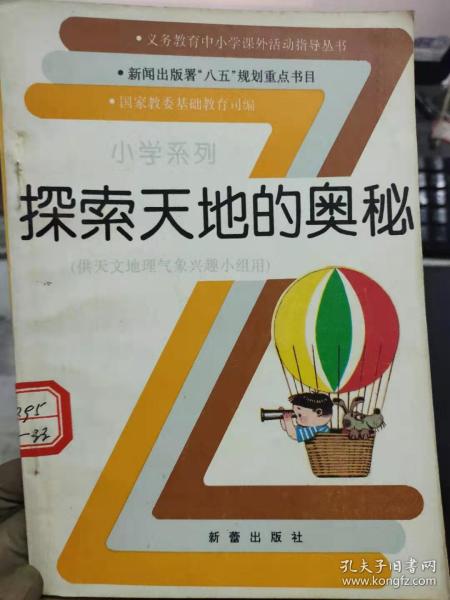 ·义务教育中小学课外活动指导丛书
·新闻出版署“八五”规划重点书目
·国家教委基础教育司编
小学系列
探索天地的奥秘
(供天文地理气象兴趣小组用)
295
-33
新蕾出版社
孔夫子旧书网
www.kongfz.com